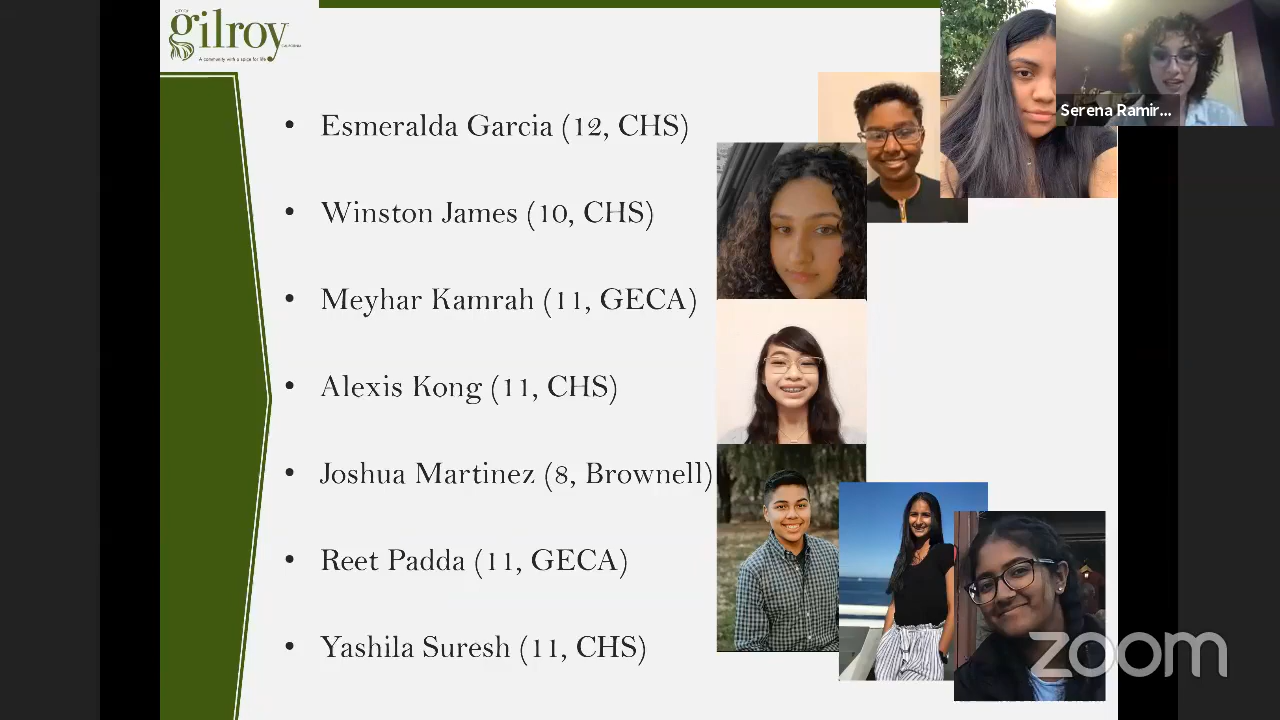 gilroy
A community with a spice for life
Serena Ramir...
• Esmeralda Garcia (12, CHS)
• Winston James (10, CHS)
• Meyhar Kamrah (11, GECA)
• Alexis Kong (11, CHS)
• Joshua Martinez (8, Brownell)
• Reet Padda (11, GECA)
• Yashila Suresh (11, CHS)
zoom